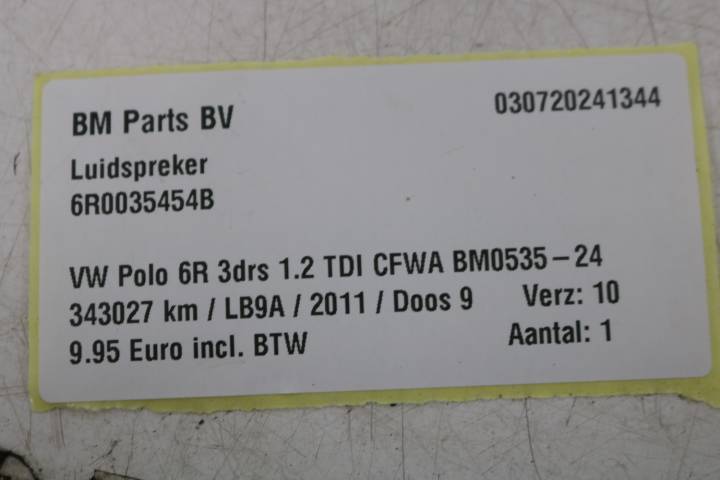 BM Parts BV 030720241344
Luidspreker
6R0035454B
VW Polo 6R 3drs 1.2 TDI CFWA BM0535-24
343027 km / LB9A / 2011 / Doos 9 Verz: 10
9.95 Euro incl. BTW Aantal: 1